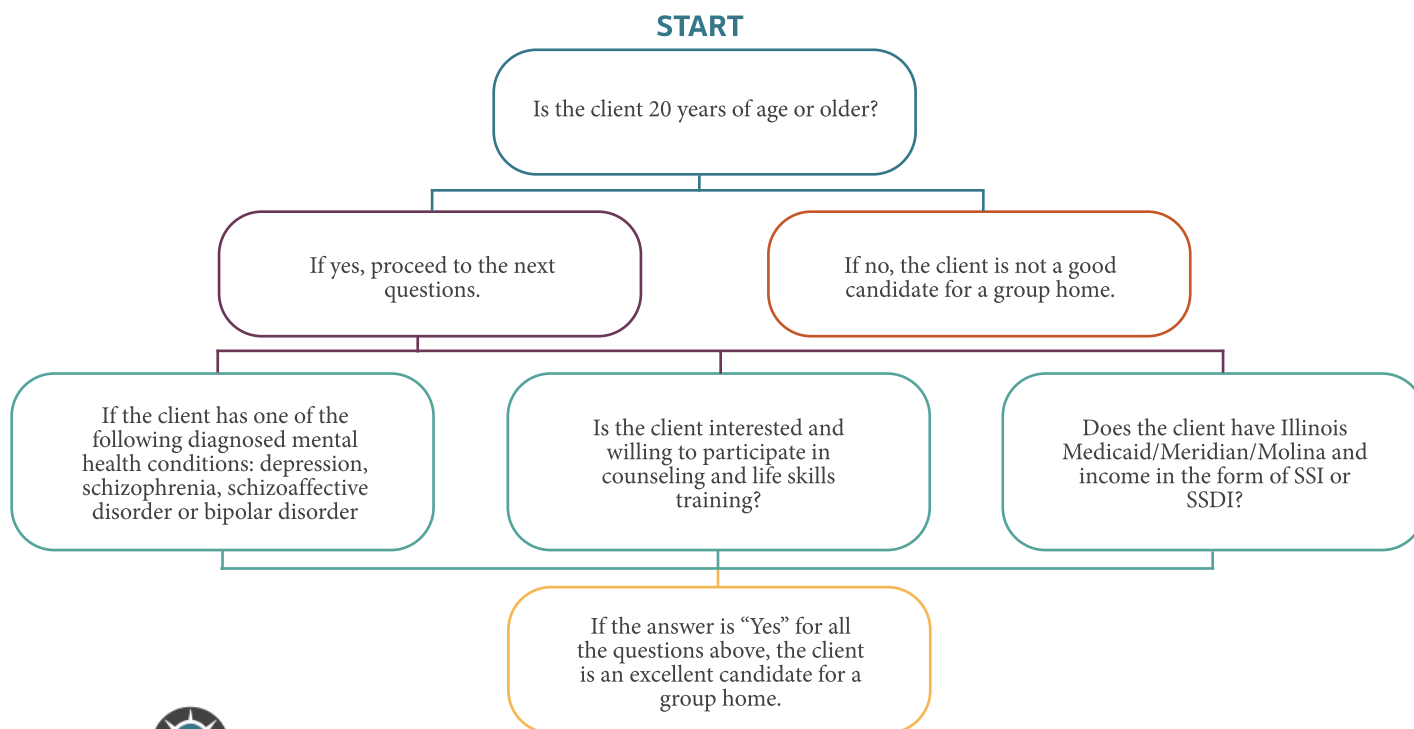 START
Is the client 20 years of age or older?
If yes, proceed to the next
questions.
If no, the client is not a good
candidate for a group home.
If the client has one of the
following diagnosed mental
health conditions: depression,
schizophrenia, schizoaffective
disorder or bipolar disorder
Is the client interested and
willing to participate in
counseling and life skills
training?
Does the client have Illinois
Medicaid/Meridian/Molina and
income in the form of SSI or
SSDI?
If the answer is “Yes” for all
the questions above, the client
is an excellent candidate for a
group home.